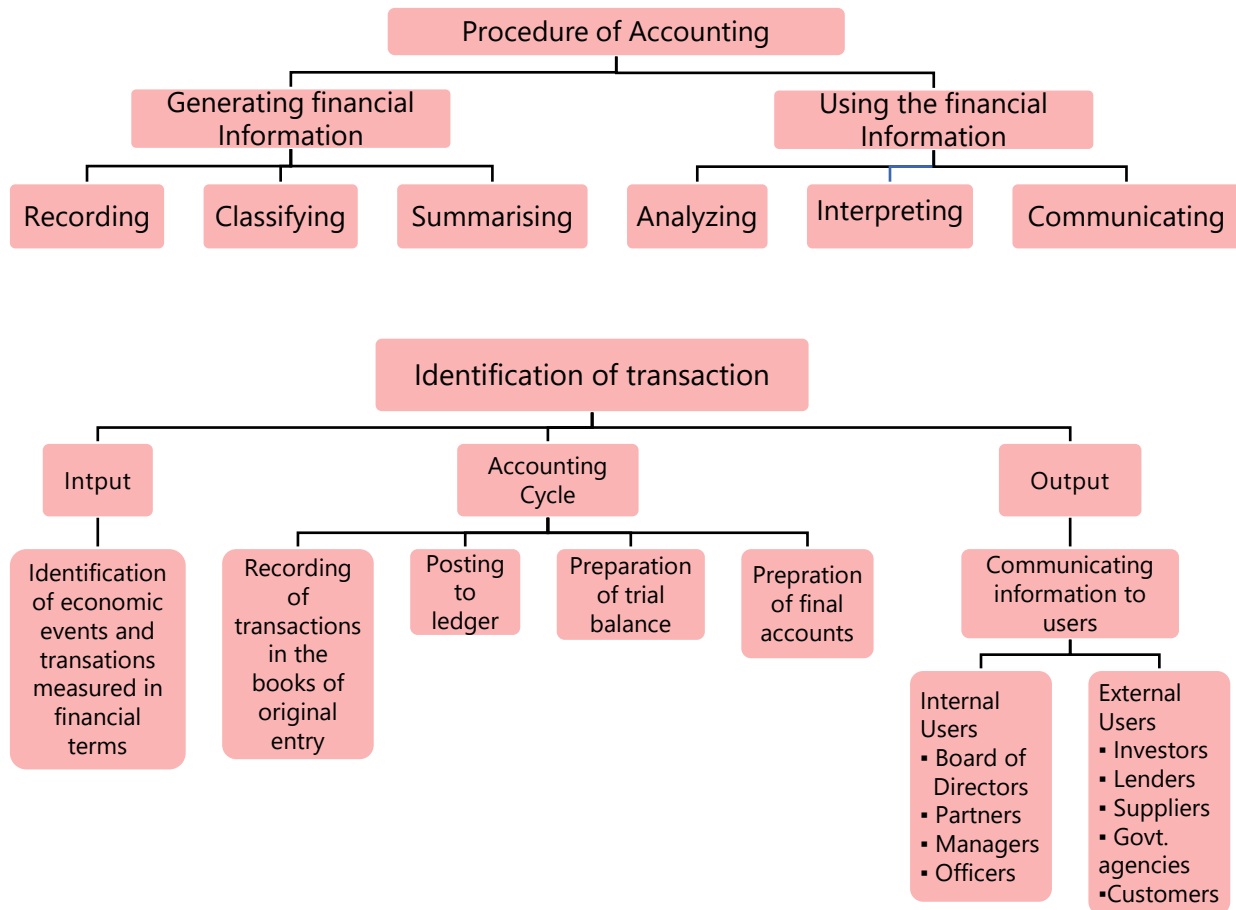 Procedure of Accounting
Generating financial
Information
Using the financial
Information
Recording
Classifying
Summarising
Analyzing
Interpreting
Communicating
Identification of transaction
Intput
Accounting
Cycle
Output
Identification
of economic
events and
transations
measured in
financial
terms
Recording
of
transactions
in the
books of
original
entry
Posting
to
ledger
Preparation
of trial
balance
Prepration
of final
accounts
Communicating
information to
users
Internal
Users
▪ Board of
Directors
▪ Partners
▪ Managers
▪ Officers
External
Users
▪ Investors
▪ Lenders
▪ Suppliers
▪ Govt.
agencies
▪Customers